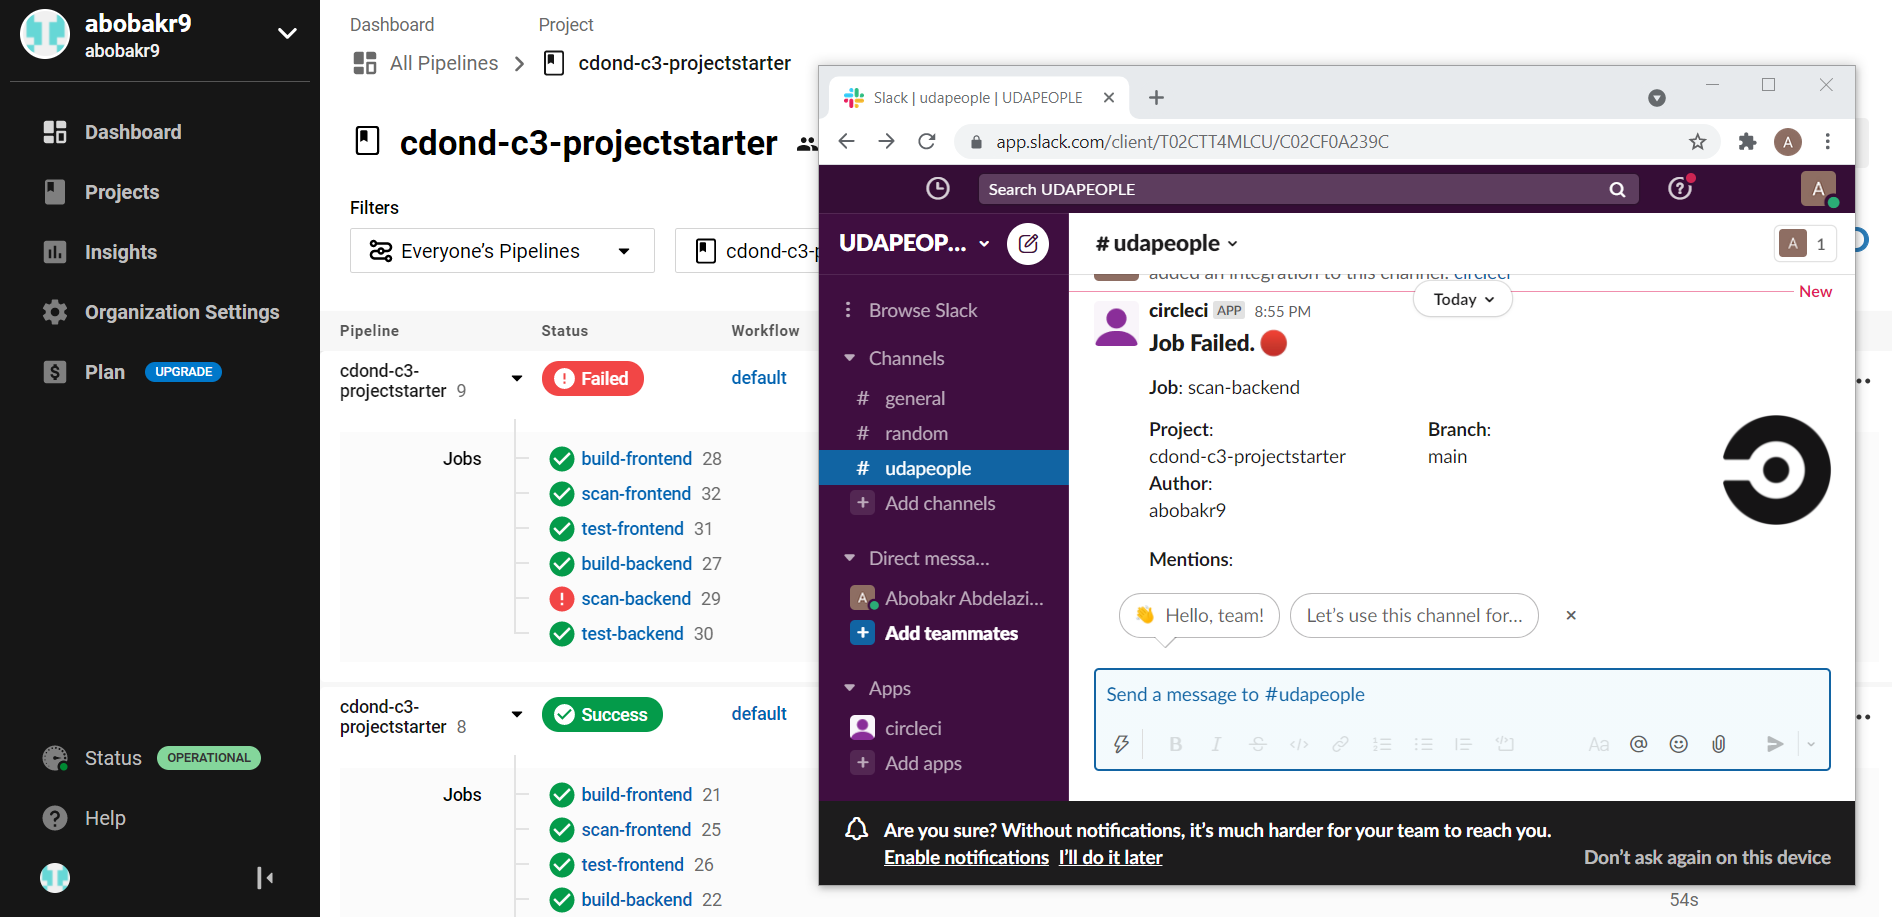 abobakr9
abobakr9
Dashboard
Projects
Insights
Organization Settings
Plan UPGRADE
Status OPERATIONAL
Help
Dashboard Project
All Pipelines cdond-c3-projectstarter
cdond-c3-projectstarter
Filters
Everyone's Pipelines cdond-c3-p
Pipeline Status Workflow
cdond-c3-
projectstarter 9
Failed
default
Jobs
build-frontend 28
scan-frontend 32
test-frontend 31
build-backend 27
scan-backend 29
test-backend 30
cdond-c3-
projectstarter 8
Success
default
Jobs
build-frontend 21
scan-frontend 25
test-frontend 26
build-backend 22
54s
Slack | udapeople | UDAPEOPLE
app.slack.com/client/T02CTT4MLCU/C02CF0A239C
A
Search UDAPEOPLE
A
UDAPEOP...
Browse Slack
Channels
# general
# random
# udapeople
+ Add channels
Direct messa...
A Abobakr Abdelazi...
+ Add teammates
Apps
circleci
+ Add apps
# udapeople
A 1
added an integration to this channel: circleci
Today
New
circleci APP 8:55 PM
Job Failed.
Job: scan-backend
Project:
cdond-c3-projectstarter
Branch:
main
Author:
abobakr9
Mentions:
Hello, team!
Let's use this channel for...
Send a message to #udapeople
B I S Aa @
Are you sure? Without notifications, it's much harder for your team to reach you.
Enable notifications I'll do it later
Don't ask again on this device